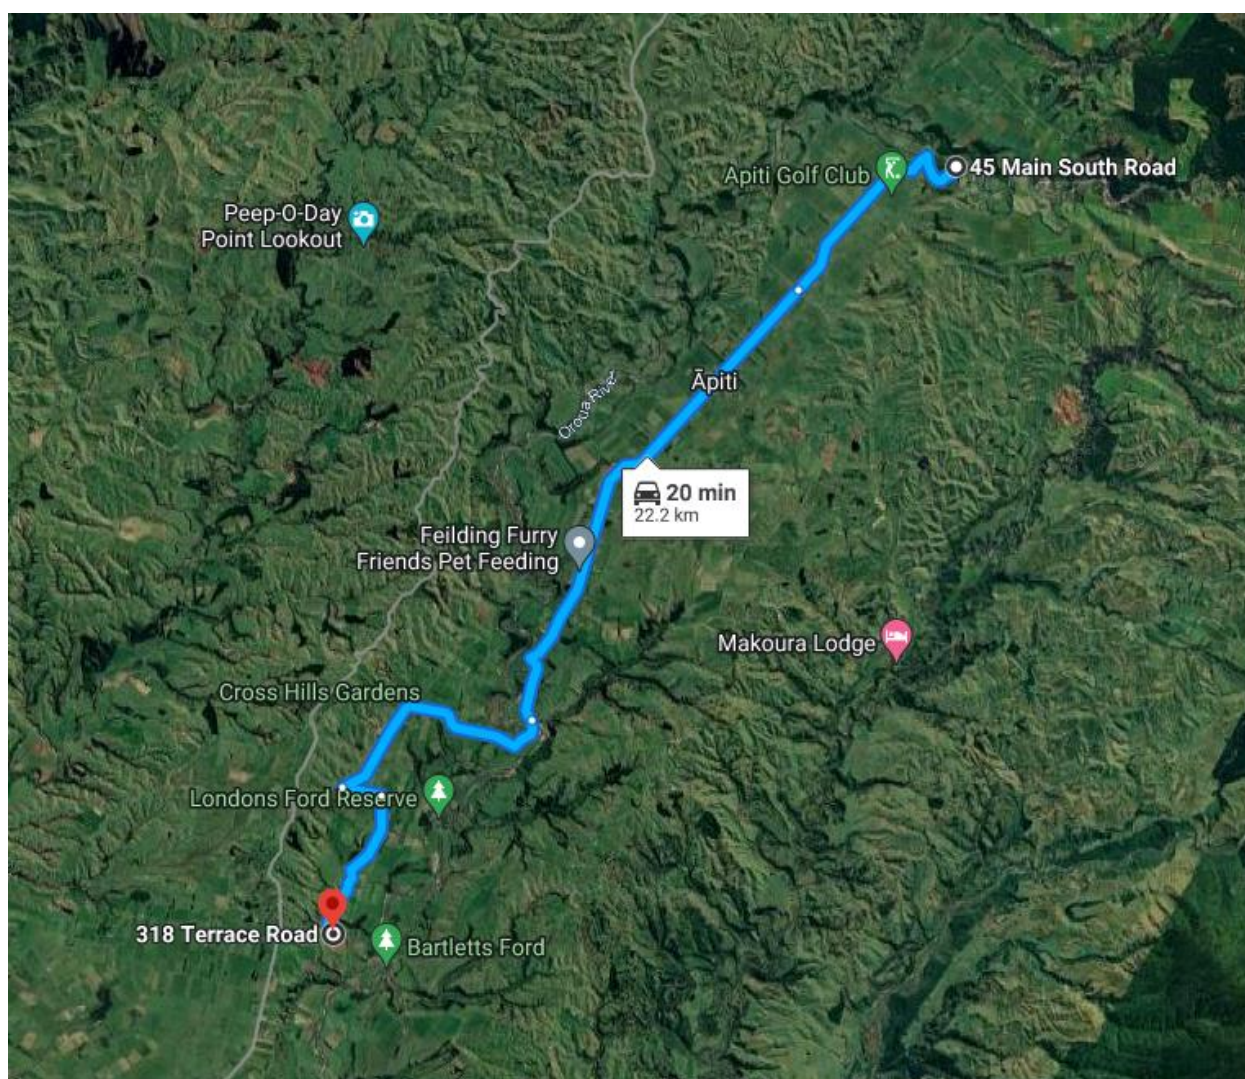 Apiti Golf Club
45 Main South Road
Peep-O-Day
Point Lookout
Āpiti
Oroua River
20 min
22.2 km
Feilding Furry
Friends Pet Feeding
Makoura Lodge
Cross Hills Gardens
Londons Ford Reserve
318 Terrace Road
Bartletts Ford